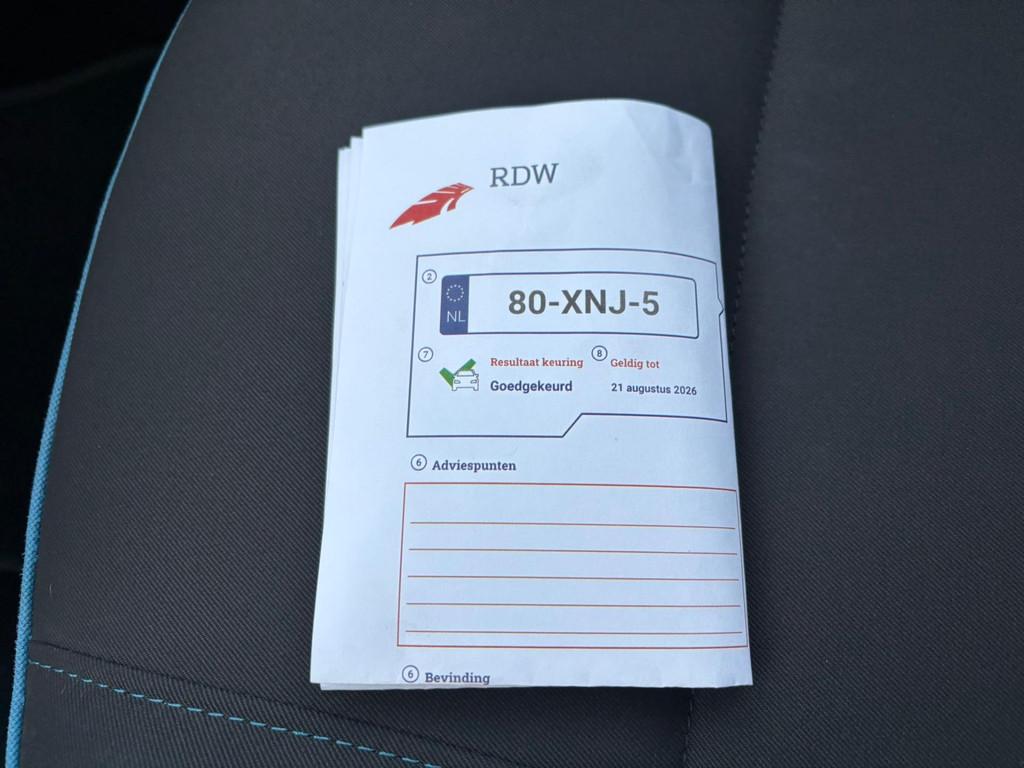 RDW
2
NL
80-XNJ-5
7
Resultaat keuring
8
Geldig tot
Goedgekeurd
21 augustus 2026
6 Adviespunten
6 Bevinding